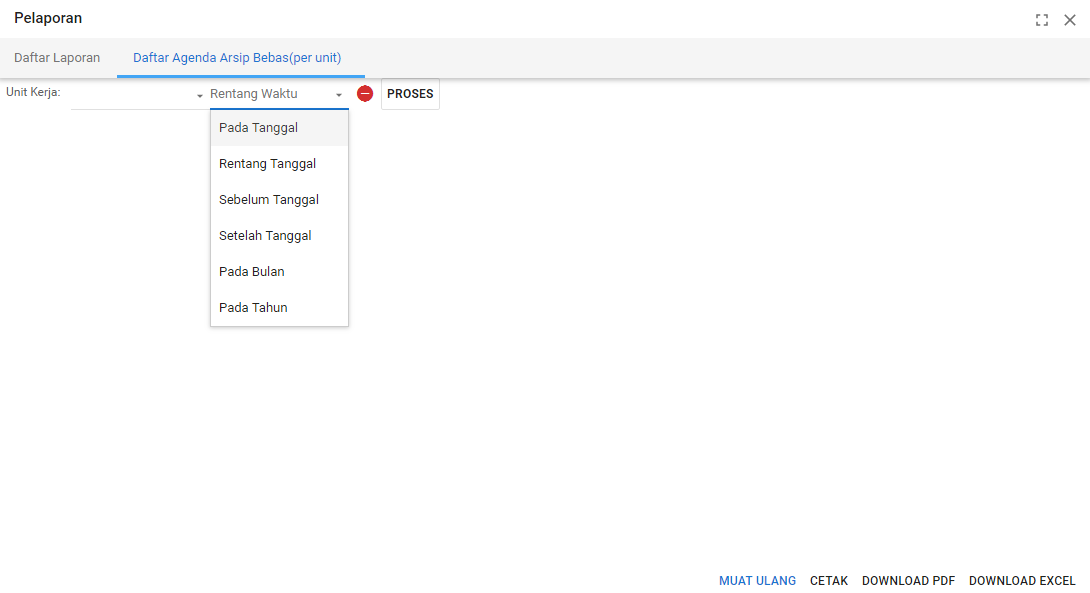 Pelaporan
Daftar Laporan Daftar Agenda Arsip Bebas(per unit)
Unit Kerja: Rentang Waktu PROSES
Pada Tanggal
Rentang Tanggal
Sebelum Tanggal
Setelah Tanggal
Pada Bulan
Pada Tahun
MUAT ULANG CETAK DOWNLOAD PDF DOWNLOAD EXCEL